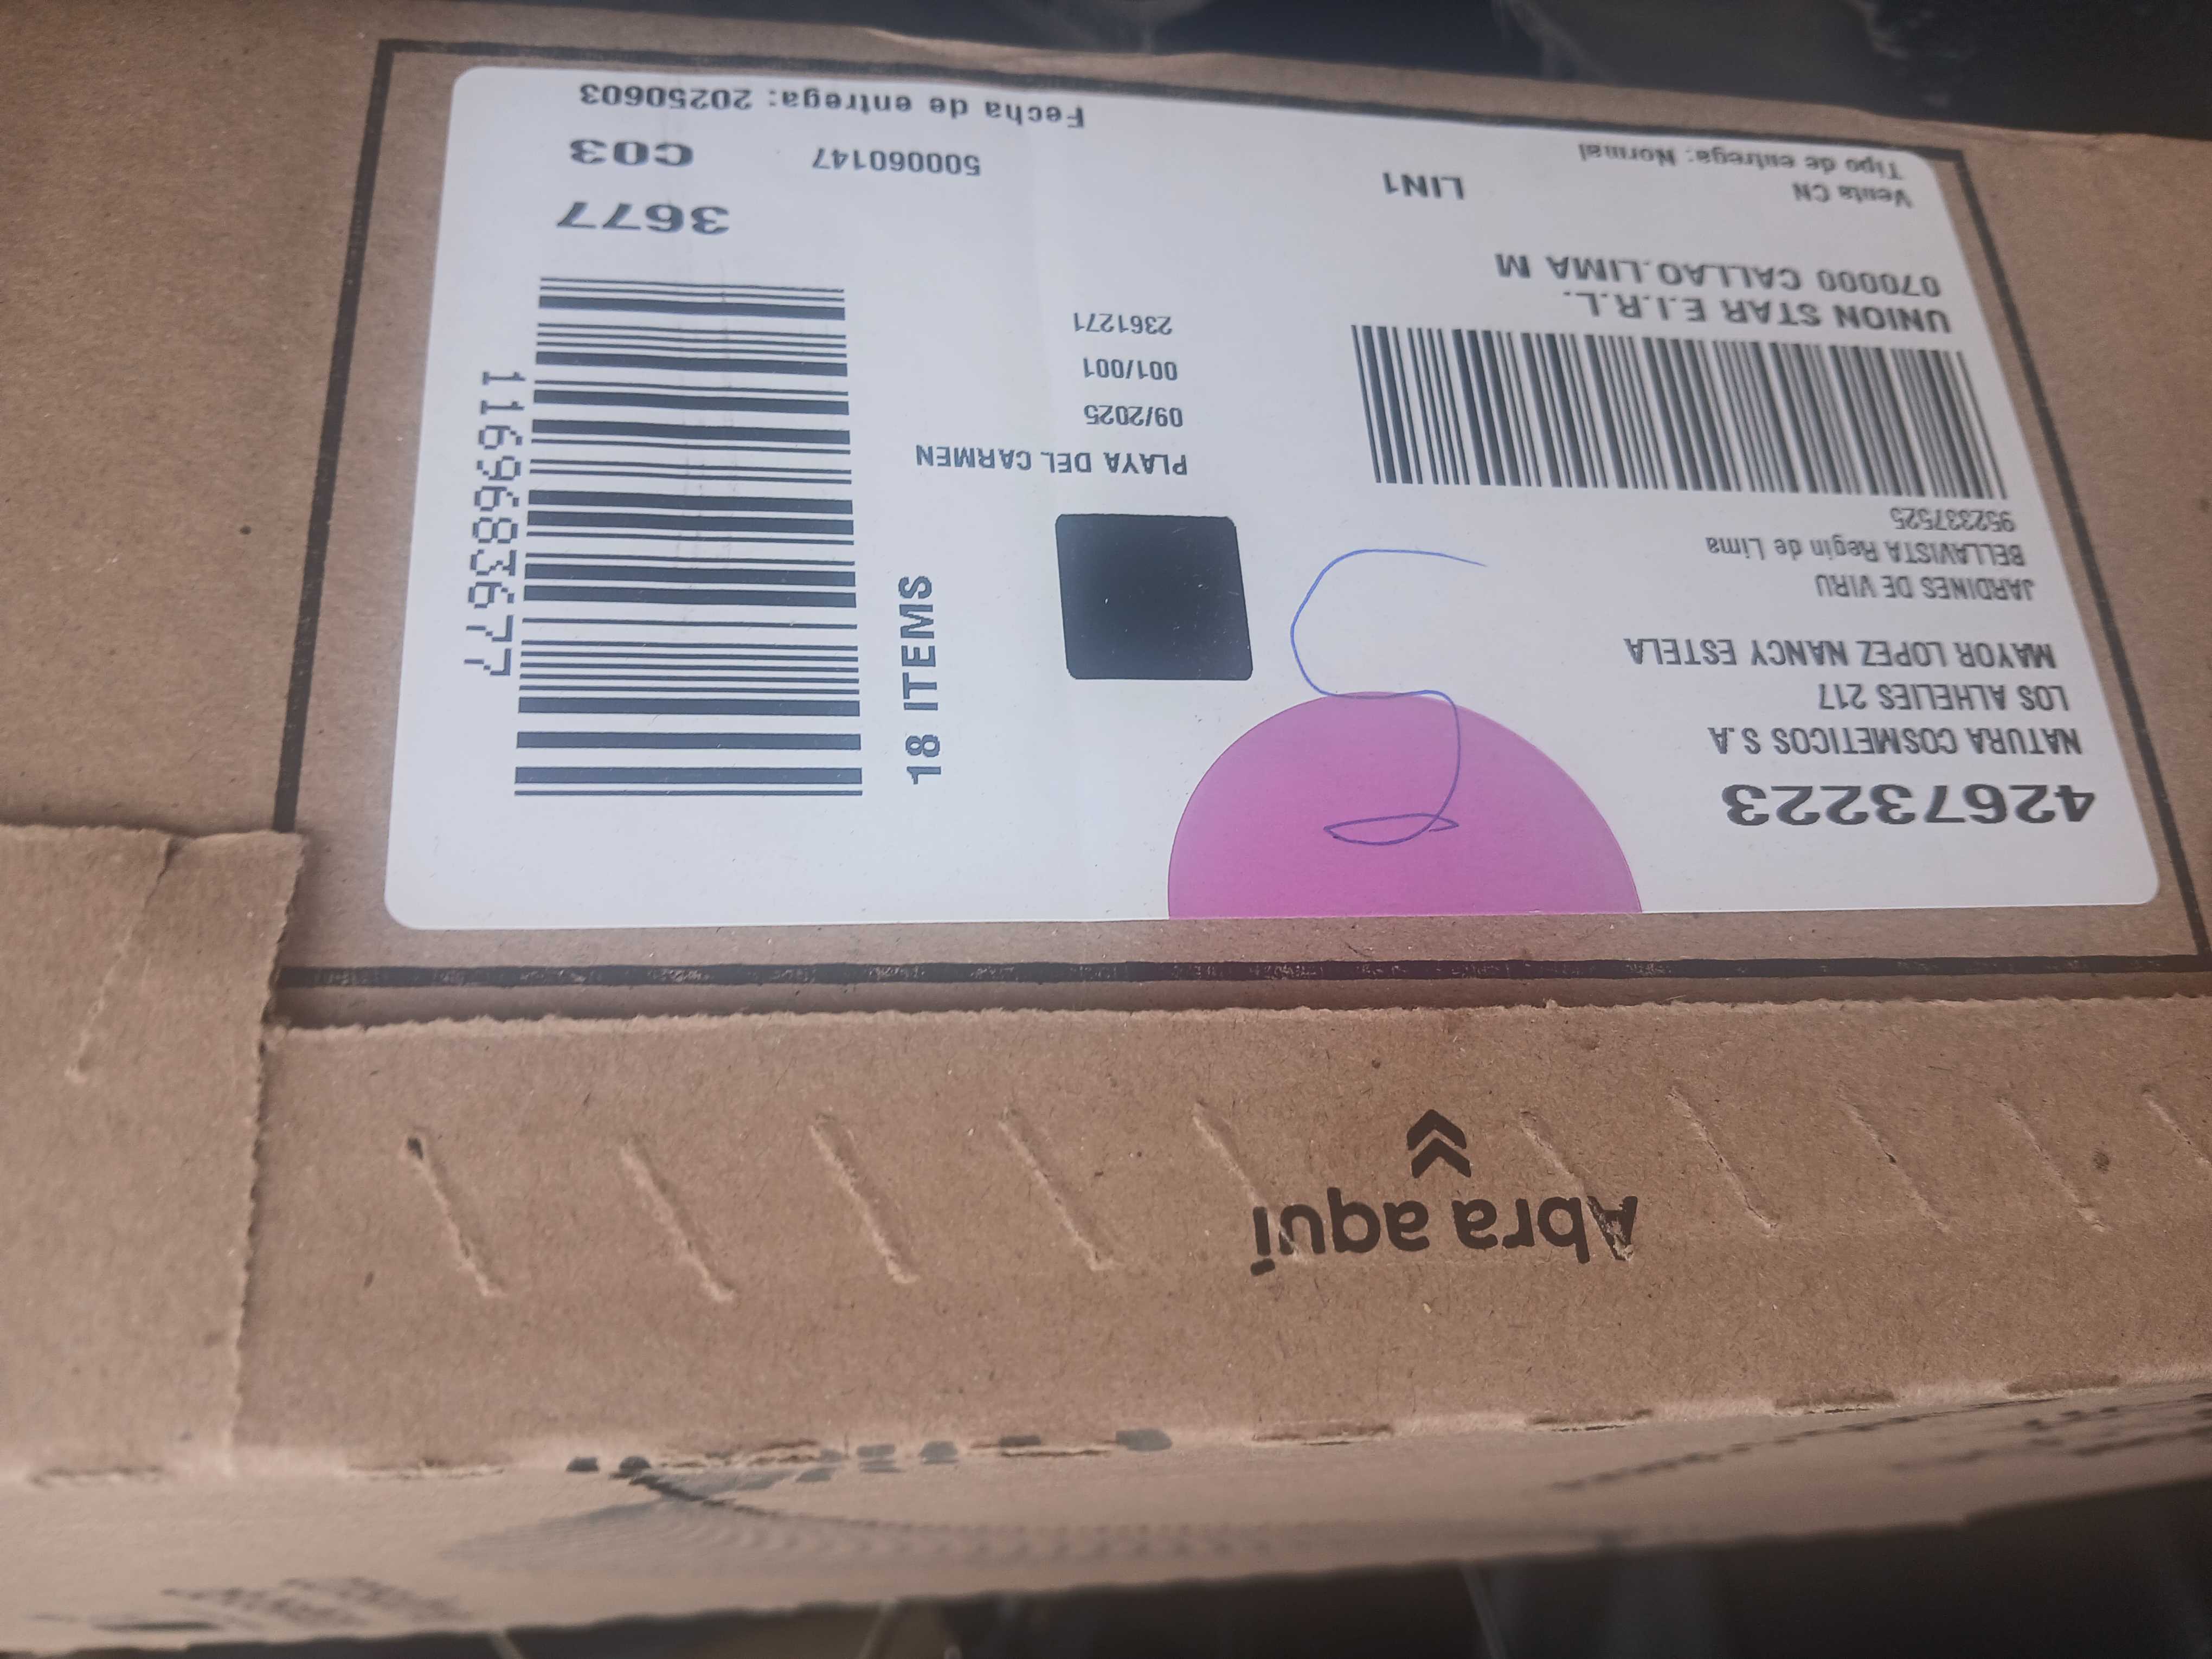 42673223
NATURA COSMETICOS S.A
LOS ALHELIES 217
MAYOR LOPEZ NANCY ESTELA
JARDINES DE VIRU
BELLAVISTA Regin de Lima
952337525
UNION STAR E.I.R.L.
070000 CALLAO.LIMA M
Venta CN
Tipo de entrega: Normal
LIN1
PLAYA DEL CARMEN
09/2025
001/001
2361271
18 ITEMS
1169683677
3677
500060147
C03
Fecha de entrega: 20250603
Abra aquí